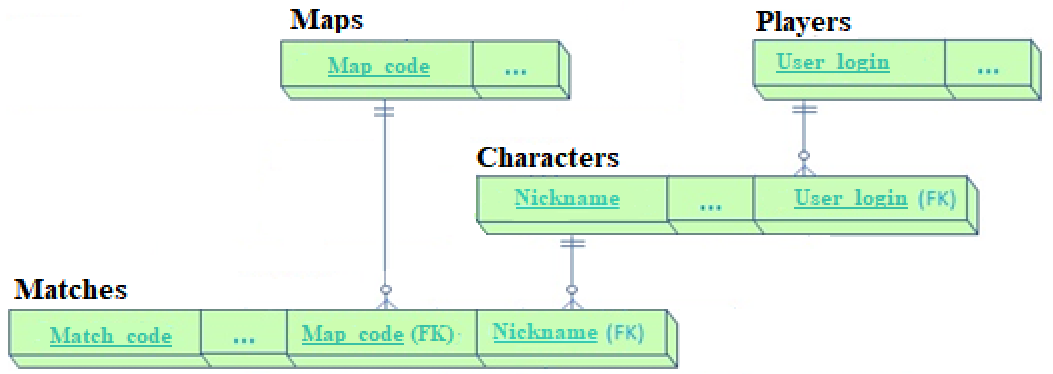 Maps
Players
Map_code ...
User_login ...
Characters
Nickname ... User_login (FK)
Matches
Match_code ... Map_code (FK) Nickname (FK)